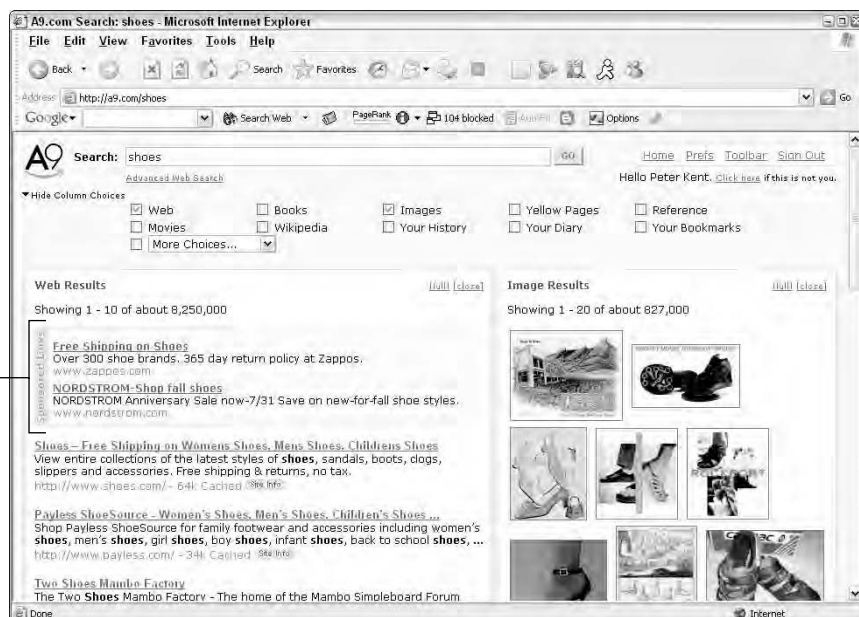 A9.com Search: shoes - Microsoft Internet Explorer
File Edit View Favorites Tools Help
Back Search Favorites
Address http://a9.com/shoes Go
Google Search Web PageRank 104 blocked AutoFill Options
A9 Search: shoes GO Home Prefs Toolbar Sign Out
Advanced Web Search Hello Peter Kent. Click here if this is not you.
Hide Column Choices
Web Books Images Yellow Pages Reference
Movies Wikipedia Your History Your Diary Your Bookmarks
More Choices...
Web Results [full] [close]
Showing 1 - 10 of about 8,250,000
Sponsored Links
Free Shipping on Shoes
Over 300 shoe brands. 365 day return policy at Zappos.
www.zappos.com
NORDSTROM-Shop fall shoes
NORDSTROM Anniversary Sale now-7/31 Save on new-for-fall shoe styles.
www.nordstrom.com
Shoes – Free Shipping on Womens Shoes, Mens Shoes, Childrens Shoes
View entire collections of the latest styles of shoes, sandals, boots, clogs,
slippers and accessories. Free shipping & returns, no tax.
http://www.shoes.com/ - 64k Cached Site Info
Payless ShoeSource - Women's Shoes, Men's Shoes, Children's Shoes ...
Shop Payless ShoeSource for family footwear and accessories including women's
shoes, men's shoes, girl shoes, boy shoes, infant shoes, back to school shoes, ...
http://www.payless.com/ - 34k Cached Site Info
Two Shoes Mambo Factory
The Two Shoes Mambo Factory - The home of the Mambo Simpleboard Forum
Image Results [full] [close]
Showing 1 - 20 of about 827,000
ROCKPORT
Done Internet